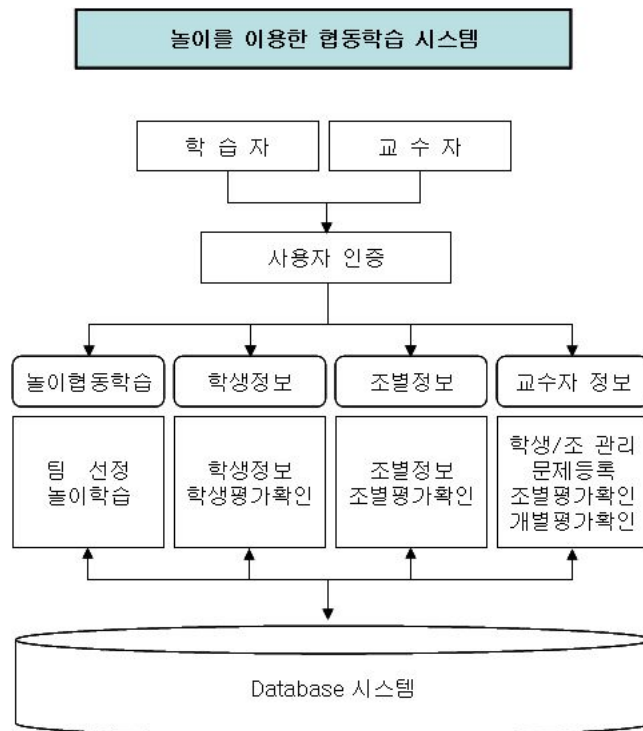 놀이를 이용한 협동학습 시스템
학 습 자
교 수 자
사용자 인증
놀이협동학습
학생정보
조별정보
교수자 정보
팀 선정
놀이학습
학생정보
학생평가확인
조별정보
조별평가확인
학생/조 관리
문제등록
조별평가확인
개별평가확인
Database 시스템